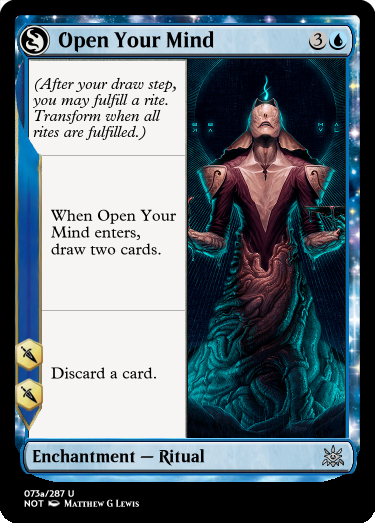 Open Your Mind
3
(After your draw step,
you may fulfill a rite.
Transform when all
rites are fulfilled.)
When Open Your
Mind enters,
draw two cards.
Discard a card.
Enchantment — Ritual
073a/287 U
NOT Matthew G Lewis